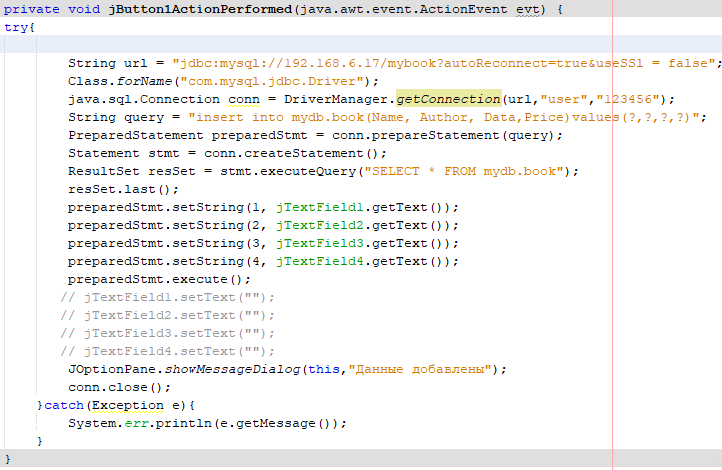 private void jButton1ActionPerformed(java.awt.event.ActionEvent evt) {
try{
String url = "jdbc:mysql://192.168.6.17/mybook?autoReconnect=true&useSSl = false";
Class.forName("com.mysql.jdbc.Driver");
java.sql.Connection conn = DriverManager.getConnection(url,"user","123456");
String query = "insert into mydb.book(Name, Author, Data,Price)values(?,?,?,?)";
PreparedStatement preparedStmt = conn.prepareStatement(query);
Statement stmt = conn.createStatement();
ResultSet resSet = stmt.executeQuery("SELECT * FROM mydb.book");
resSet.last();
preparedStmt.setString(1, jTextField1.getText());
preparedStmt.setString(2, jTextField2.getText());
preparedStmt.setString(3, jTextField3.getText());
preparedStmt.setString(4, jTextField4.getText());
preparedStmt.execute();
// jTextField1.setText("");
// jTextField2.setText("");
// jTextField3.setText("");
// jTextField4.setText("");
JOptionPane.showMessageDialog(this,"Данные добавлены");
conn.close();
}catch(Exception e){
System.err.println(e.getMessage());
}
}